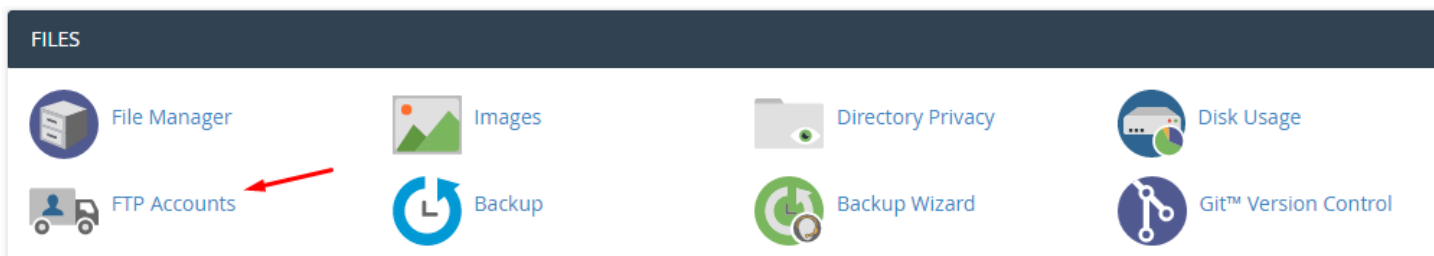 FILES
File Manager
Images
Directory Privacy
Disk Usage
FTP Accounts
Backup
Backup Wizard
Git™ Version Control